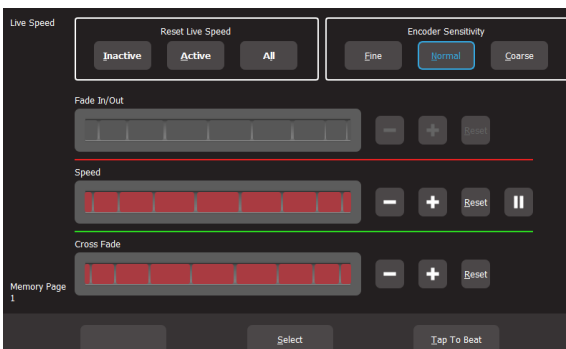 Live Speed
Reset Live Speed
Inactive Active All
Encoder Sensitivity
Fine Normal Coarse
Fade In/Out
Reset
Speed
Reset
Cross Fade
Reset
Memory Page
1
Select Tap To Beat